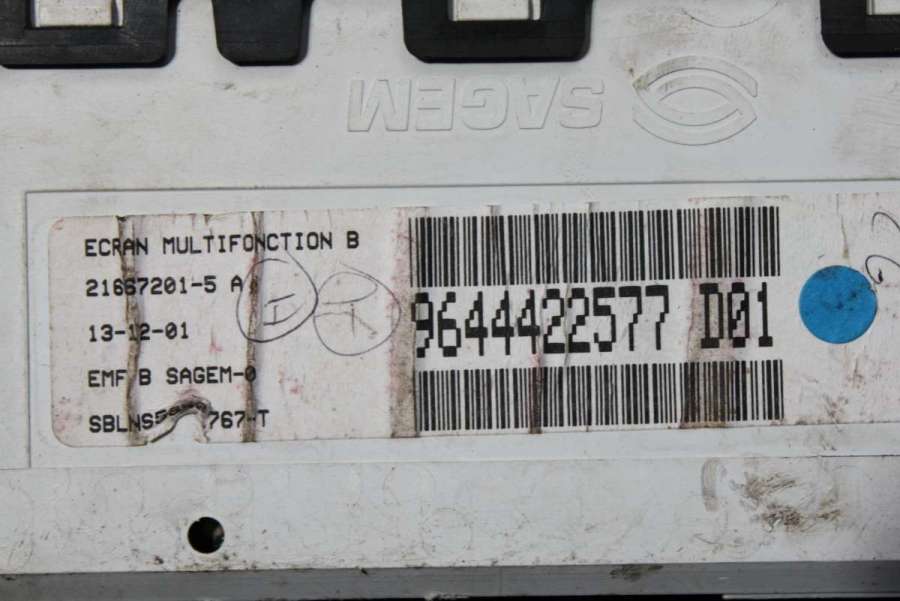 SAGEM
ECRAN MULTIFONCTION B
21667201-5 A
13-12-01
EMF B SAGEM-0
9644422577 D01